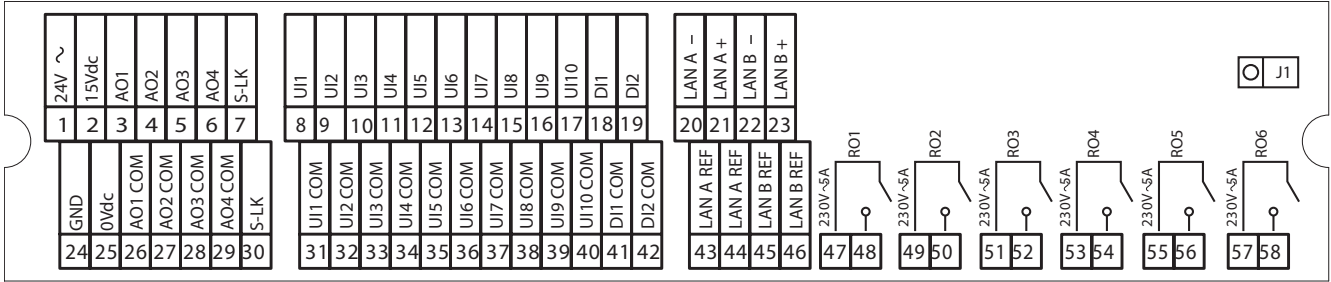 24V ~ 15Vdc AO1 AO2 AO3 AO4 S-LK
1 2 3 4 5 6 7
GND 0Vdc AO1 COM AO2 COM AO3 COM AO4 COM S-LK
24 25 26 27 28 29 30
UI1 UI2 UI3 UI4 UI5 UI6 UI7 UI8 UI9 UI10 DI1 DI2
8 9 10 11 12 13 14 15 16 17 18 19
UI1 COM UI2 COM UI3 COM UI4 COM UI5 COM UI6 COM UI7 COM UI8 COM UI9 COM UI10 COM DI1 COM DI2 COM
31 32 33 34 35 36 37 38 39 40 41 42
LAN A − LAN A + LAN B − LAN B +
20 21 22 23
LAN A REF LAN A REF LAN B REF LAN B REF
43 44 45 46
J1
RO1 RO2 RO3 RO4 RO5 RO6
230V~5A 230V~5A 230V~5A 230V~5A 230V~5A 230V~5A
47 48 49 50 51 52 53 54 55 56 57 58